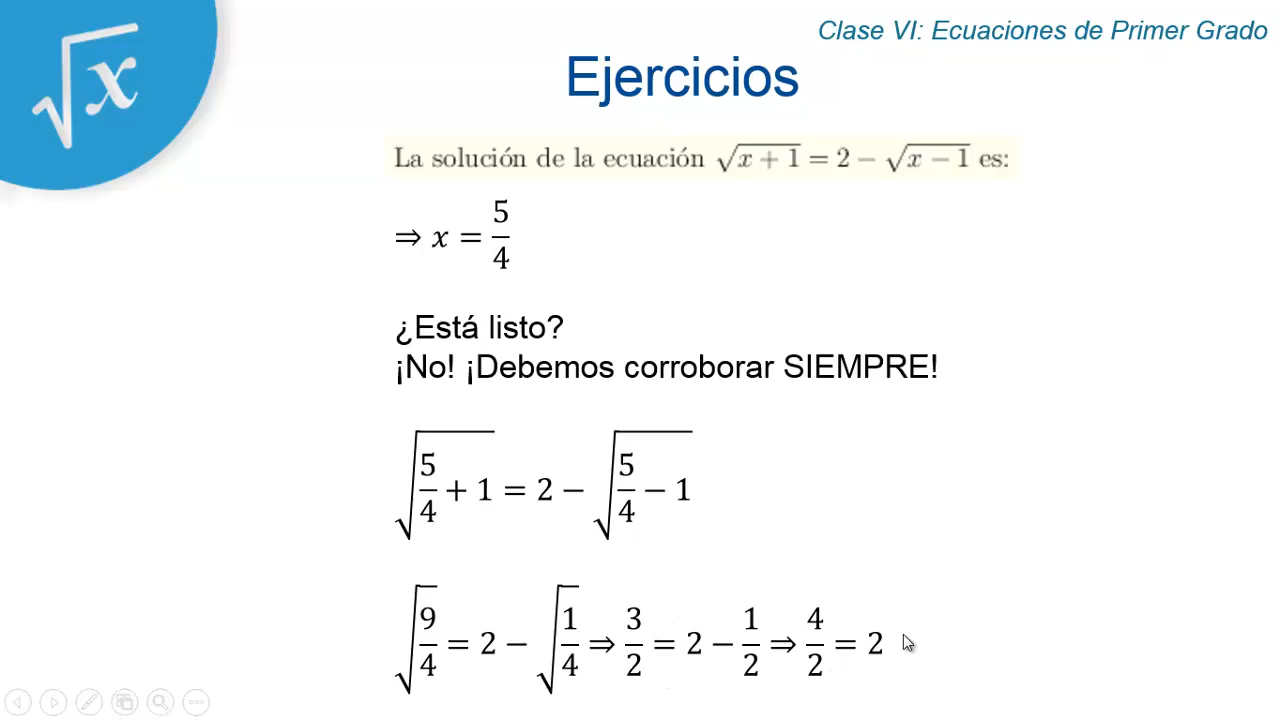 Clase VI: Ecuaciones de Primer Grado
√x
Ejercicios
La solución de la ecuación √(x + 1) = 2 − √(x − 1) es:
⇒ x = 5/4
¿Está listo?
¡No! ¡Debemos corroborar SIEMPRE!
√(5/4 + 1) = 2 − √(5/4 − 1)
√(9/4) = 2 − √(1/4) ⇒ 3/2 = 2 − 1/2 ⇒ 4/2 = 2